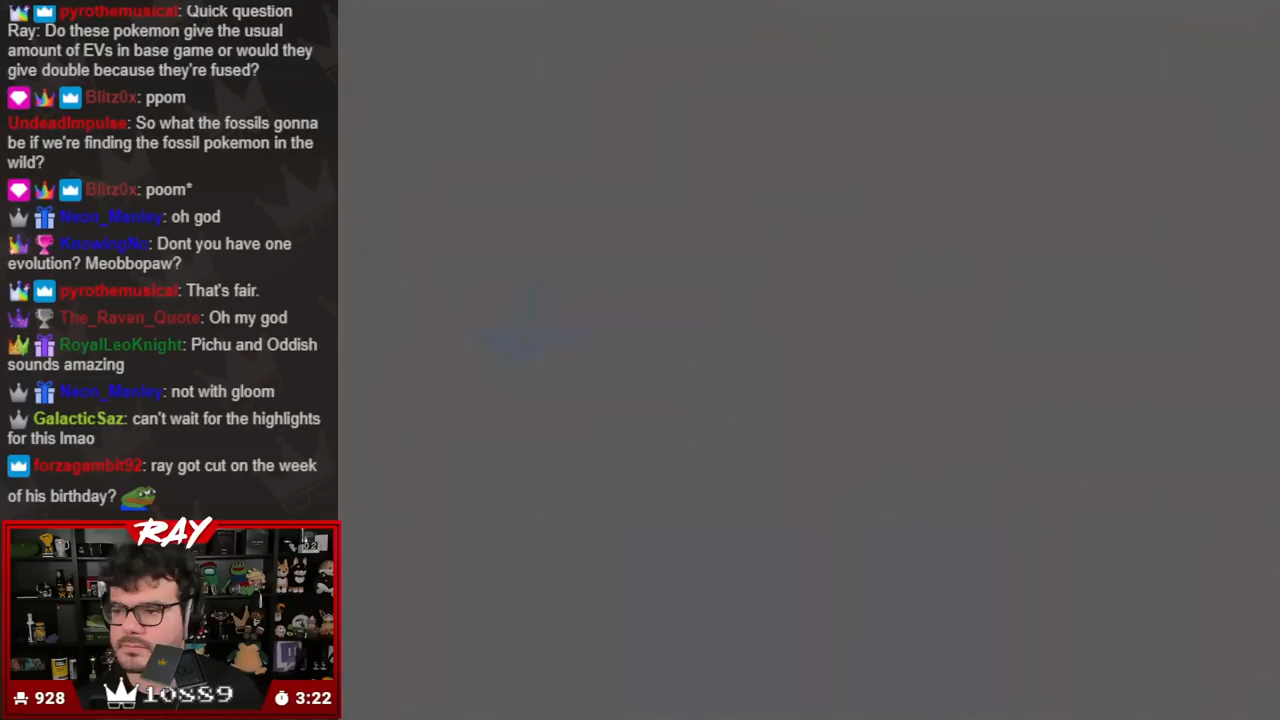 pyrothemusical: Quick question
Ray: Do these pokemon give the usual
amount of EVs in base game or would they
give double because they're fused?
Blitz0x: ppom
UndeadImpulse: So what the fossils gonna
be if we're finding the fossil pokemon in the
wild?
Blitz0x: poom*
Neon_Manley: oh god
KnowingNo: Dont you have one
evolution? Meobbopaw?
pyrothemusical: That's fair.
The_Raven_Quote: Oh my god
RoyalLeoKnight: Pichu and Oddish
sounds amazing
Neon_Manley: not with gloom
GalacticSaz: can't wait for the highlights
for this lmao
forzagambit92: ray got cut on the week
of his birthday?
RAY
928
10889
3:22